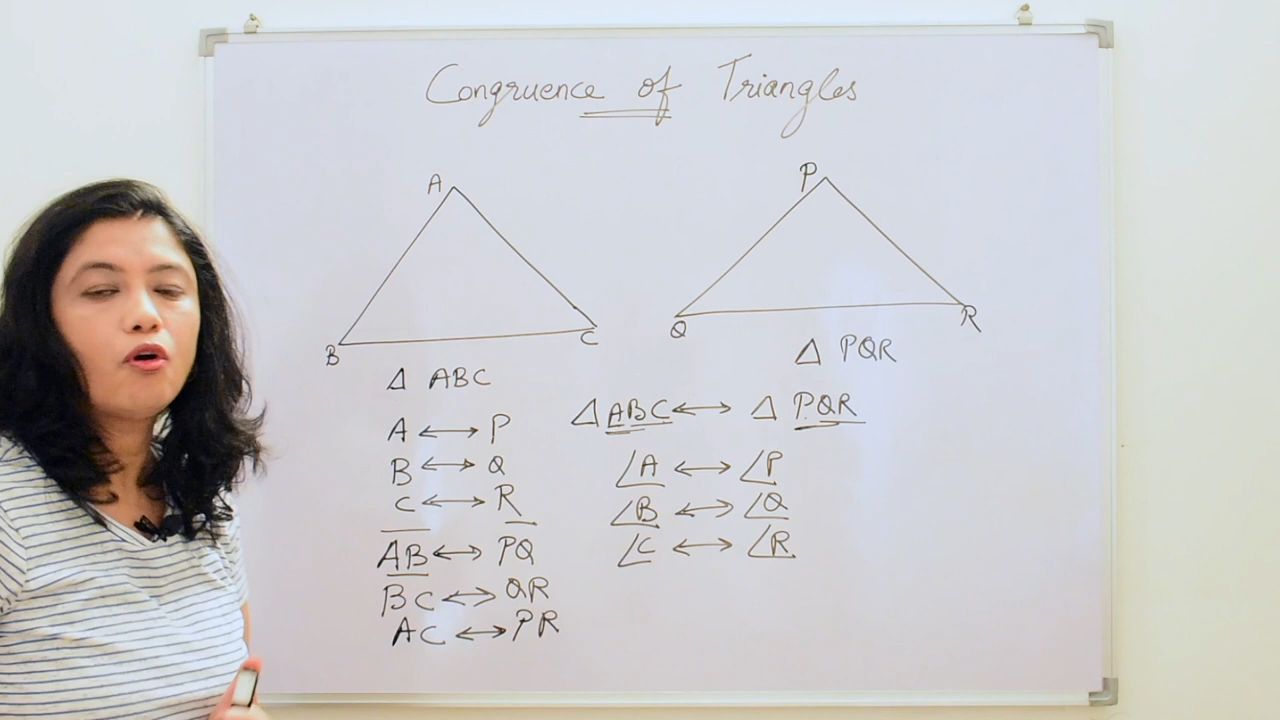 Congruence of Triangles
A
B
C
P
Q
R
△ ABC
△ PQR
△ ABC ↔ △ PQR
A ↔ P
B ↔ Q
C ↔ R
AB ↔ PQ
BC ↔ QR
AC ↔ PR
∠A ↔ ∠P
∠B ↔ ∠Q
∠C ↔ ∠R